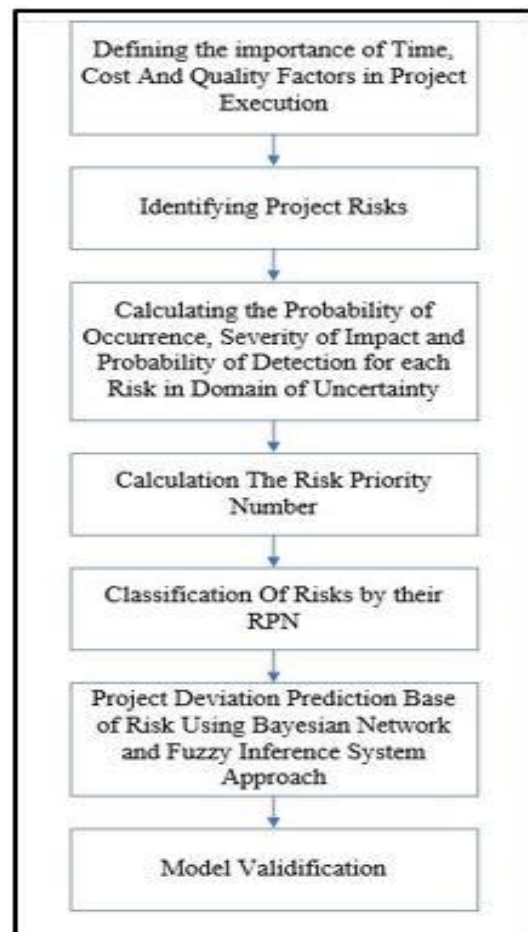 Defining the importance of Time,
Cost And Quality Factors in Project
Execution
Identifying Project Risks
Calculating the Probability of
Occurrence, Severity of Impact and
Probability of Detection for each
Risk in Domain of Uncertainty
Calculation The Risk Priority
Number
Classification Of Risks by their
RPN
Project Deviation Prediction Base
of Risk Using Bayesian Network
and Fuzzy Inference System
Approach
Model Validification